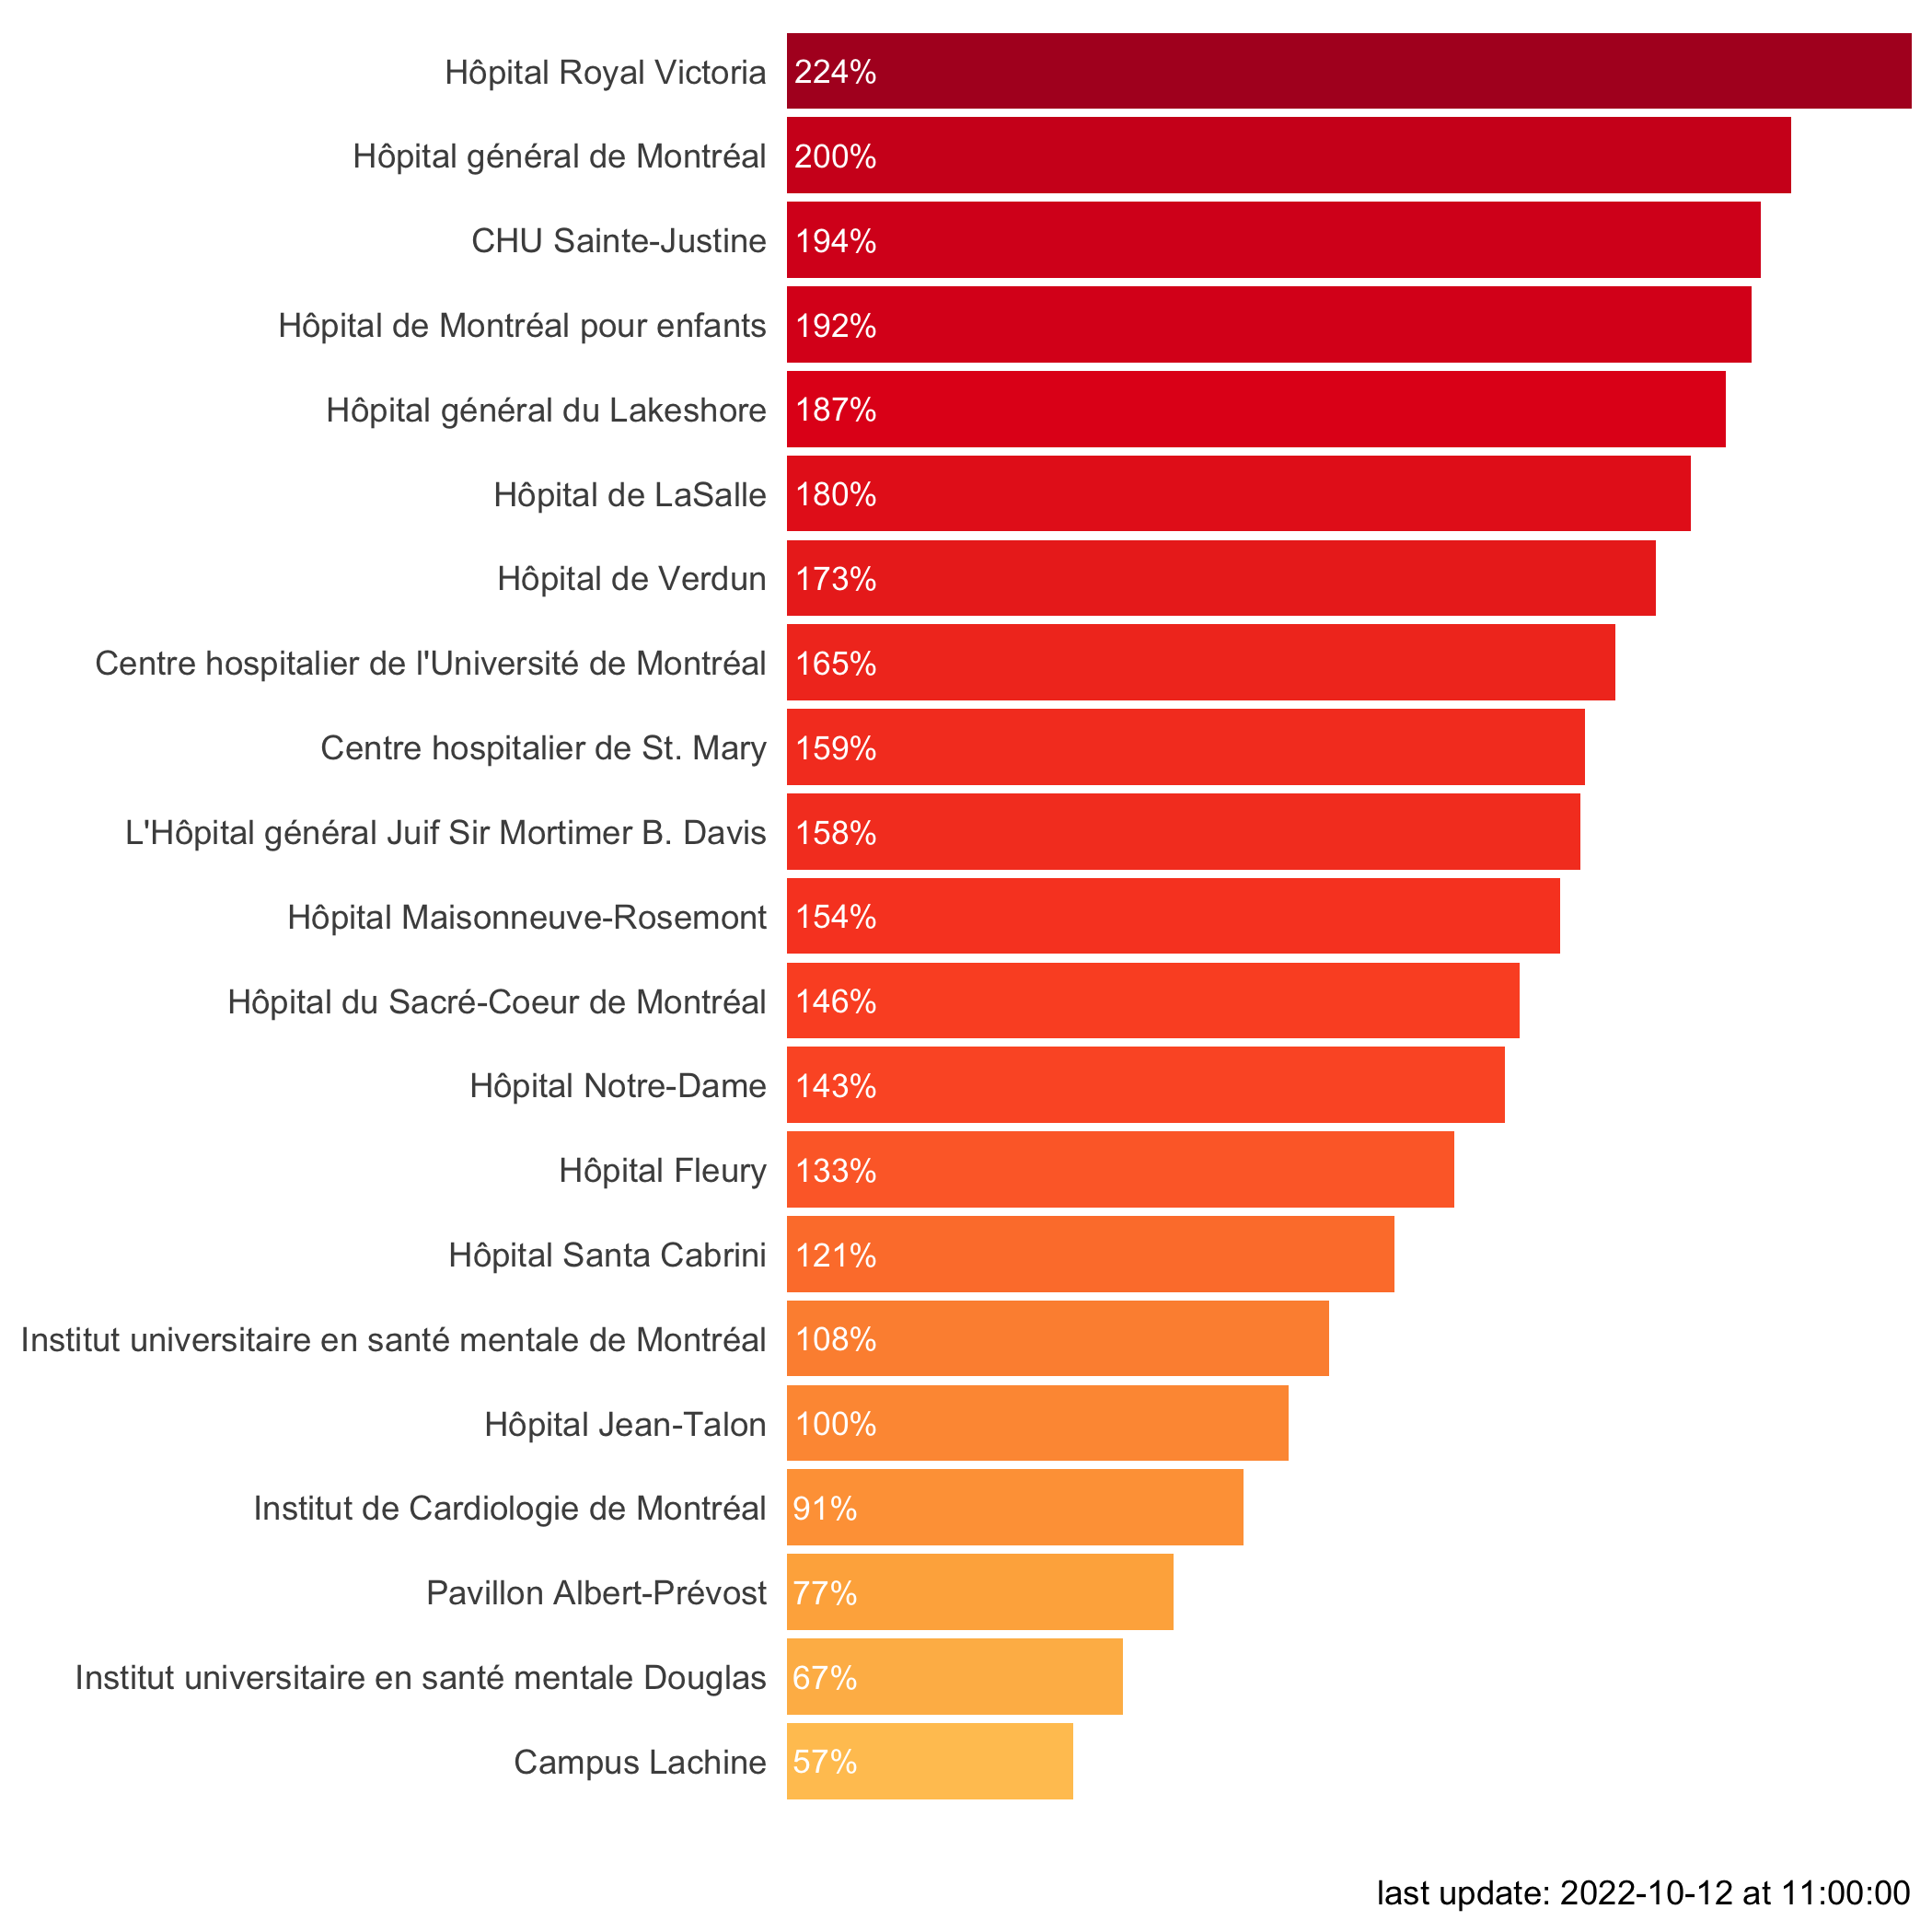 Hôpital Royal Victoria 224%
Hôpital général de Montréal 200%
CHU Sainte-Justine 194%
Hôpital de Montréal pour enfants 192%
Hôpital général du Lakeshore 187%
Hôpital de LaSalle 180%
Hôpital de Verdun 173%
Centre hospitalier de l'Université de Montréal 165%
Centre hospitalier de St. Mary 159%
L'Hôpital général Juif Sir Mortimer B. Davis 158%
Hôpital Maisonneuve-Rosemont 154%
Hôpital du Sacré-Coeur de Montréal 146%
Hôpital Notre-Dame 143%
Hôpital Fleury 133%
Hôpital Santa Cabrini 121%
Institut universitaire en santé mentale de Montréal 108%
Hôpital Jean-Talon 100%
Institut de Cardiologie de Montréal 91%
Pavillon Albert-Prévost 77%
Institut universitaire en santé mentale Douglas 67%
Campus Lachine 57%
last update: 2022-10-12 at 11:00:00